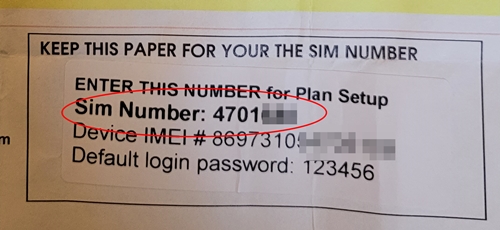 KEEP THIS PAPER FOR YOUR THE SIM NUMBER
ENTER THIS NUMBER for Plan Setup
Sim Number: 4701
Device IMEI # 86973105
m
Default login password: 123456